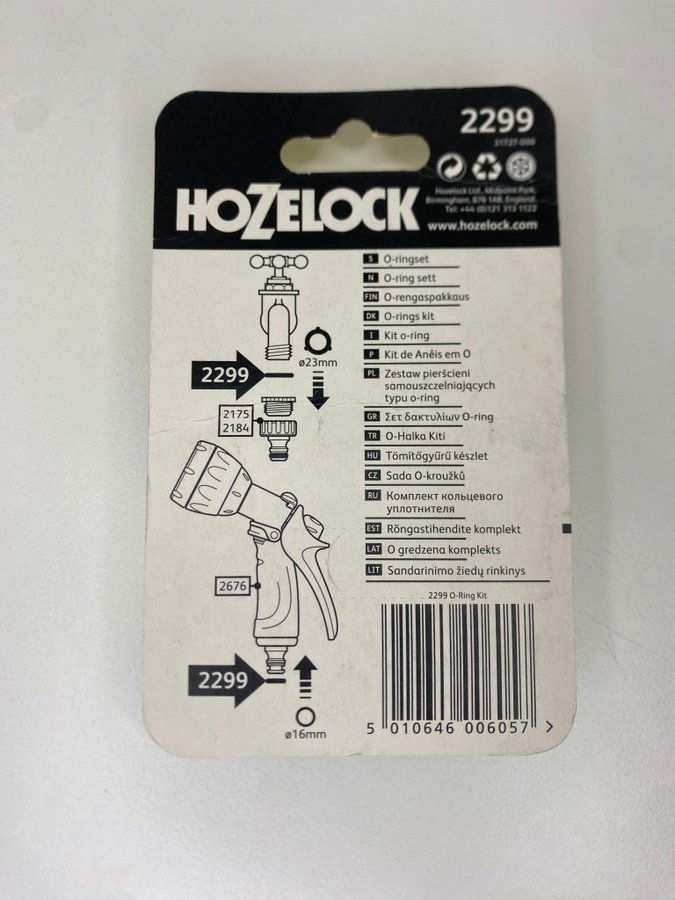 2299
31727-000
HOZELOCK
Hozelock Ltd., Midpoint Park,
Birmingham, B76 1AB, England.
Tel: +44 (0)121 313 1122
www.hozelock.com
S O-ringset
N O-ring sett
FIN O-rengaspakkaus
DK O-rings kit
I Kit o-ring
P Kit de Anéis em O
PL Zestaw pierścieni
samouszczelniających
typu o-ring
GR Σετ δακτυλίων O-ring
TR O-Halka Kiti
HU Tömítőgyűrű készlet
CZ Sada O-kroužků
RU Комплект кольцевого
уплотнителя
EST Rõngastihendite komplekt
LAT O gredzena komplekts
LIT Sandarinimo žiedų rinkinys
ø23mm
2299
2175
2184
2676
2299
ø16mm
2299 O-Ring Kit
5 010646 006057 >